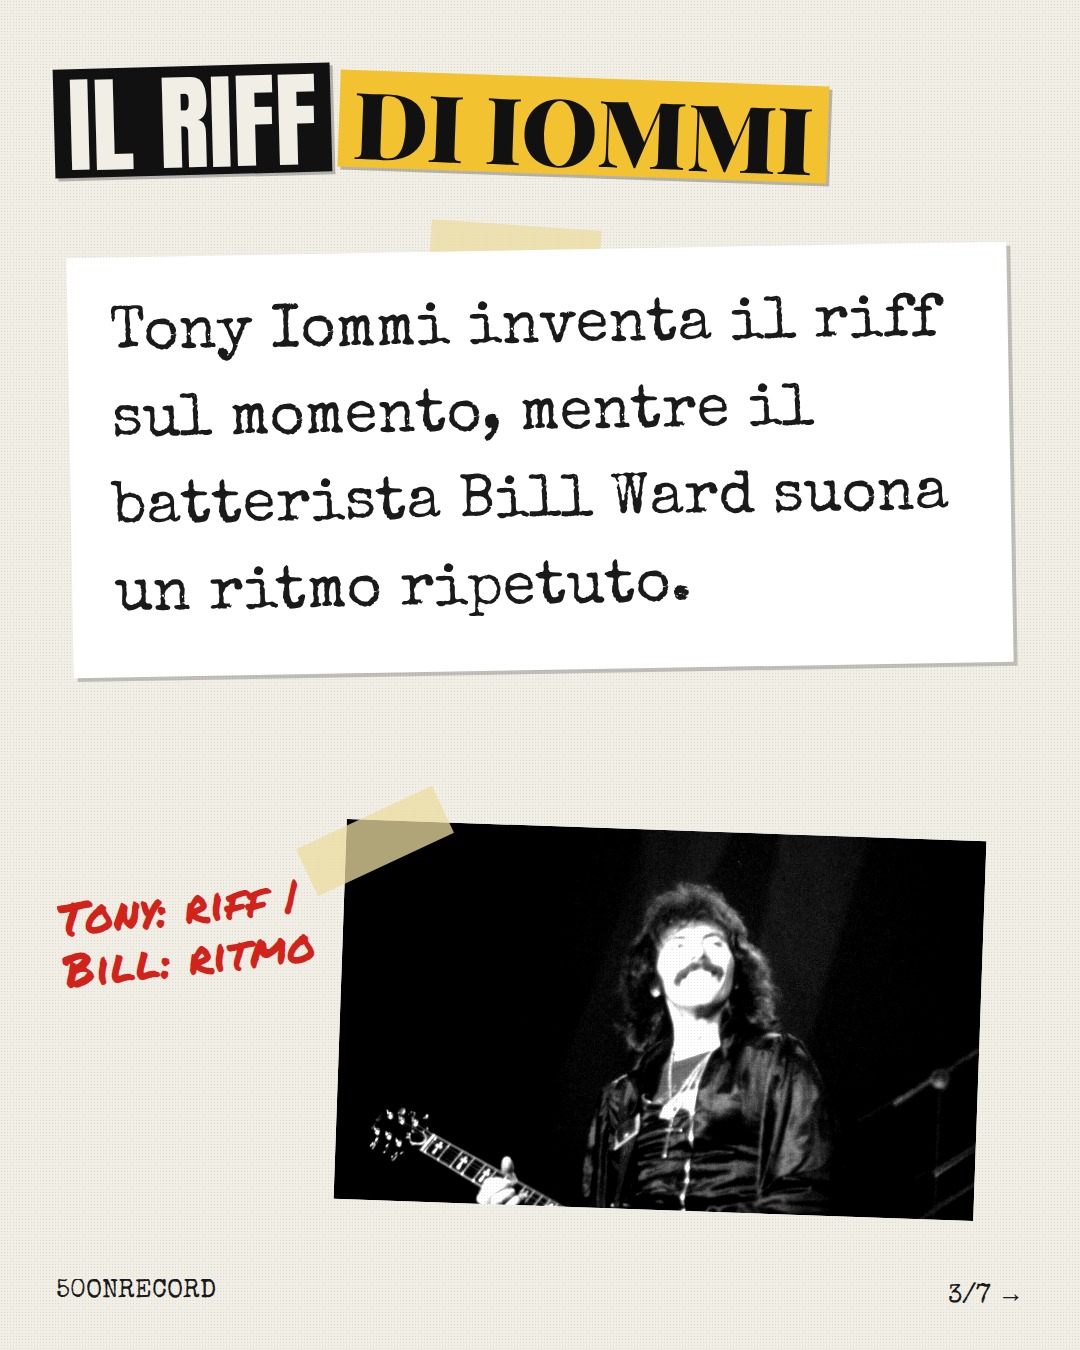 IL RIFF DI IOMMI
Tony Iommi inventa il riff
sul momento, mentre il
batterista Bill Ward suona
un ritmo ripetuto.
TONY: RIFF /
BILL: RITMO
50ONRECORD
3/7 →